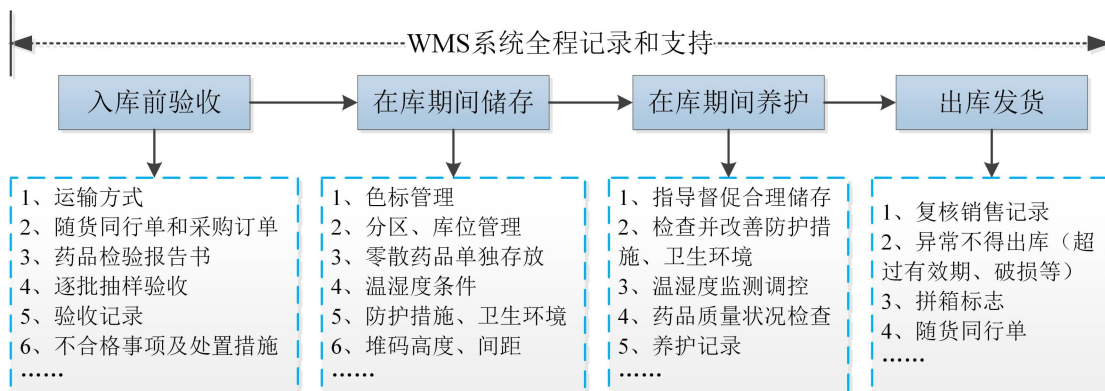 WMS系统全程记录和支持
入库前验收
在库期间储存
在库期间养护
出库发货
1、运输方式
2、随货同行单和采购订单
3、药品检验报告书
4、逐批抽样验收
5、验收记录
6、不合格事项及处置措施
……
1、色标管理
2、分区、库位管理
3、零散药品单独存放
4、温湿度条件
5、防护措施、卫生环境
6、堆码高度、间距
……
1、指导督促合理储存
2、检查并改善防护措
施、卫生环境
3、温湿度监测调控
4、药品质量状况检查
5、养护记录
……
1、复核销售记录
2、异常不得出库（超
过有效期、破损等）
3、拼箱标志
4、随货同行单
……